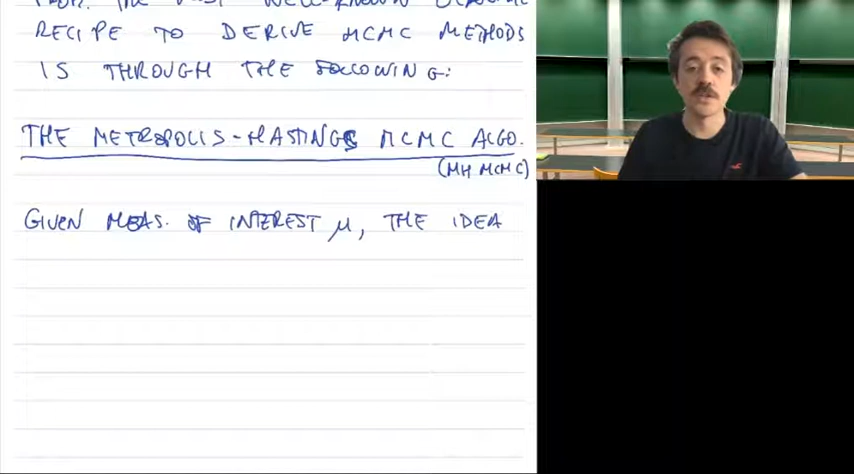 RECIPE TO DERIVE MCMC METHODS
IS THROUGH THE FOLLOWING:
THE METROPOLIS-HASTINGS MCMC ALGO.
(MH MCMC)
GIVEN MEAS. OF INTEREST μ, THE IDEA